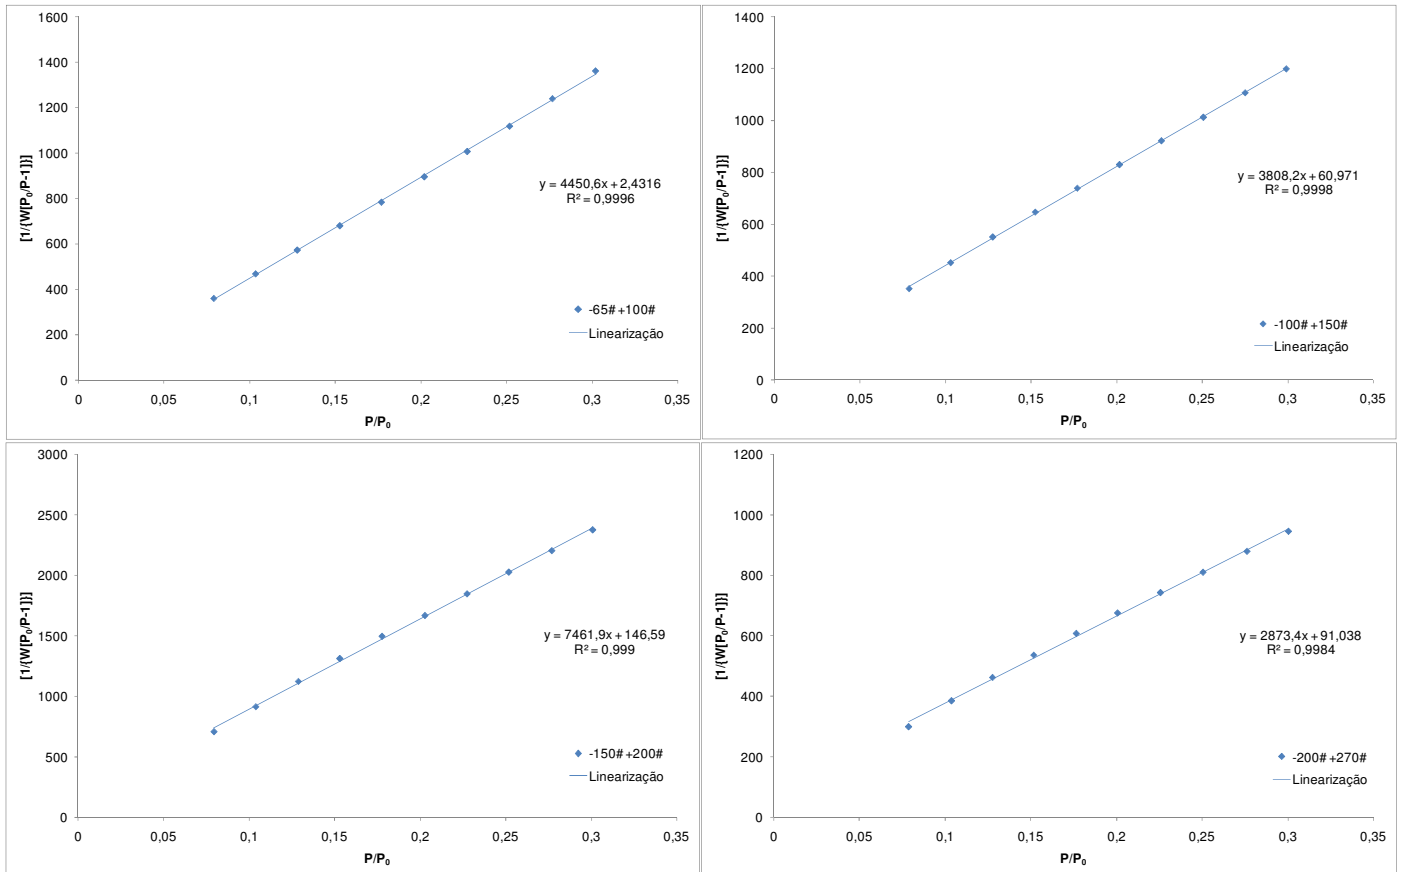 1600
1400
1200
1000
800
600
400
200
0
[1/{W[P₀/P-1]}]
y = 4450,6x + 2,4316
R² = 0,9996
-65# +100#
Linearização
0 0,05 0,1 0,15 0,2 0,25 0,3 0,35
P/P₀
1400
1200
1000
800
600
400
200
0
[1/{W[P₀/P-1]}]
y = 3808,2x + 60,971
R² = 0,9998
-100# +150#
Linearização
0 0,05 0,1 0,15 0,2 0,25 0,3 0,35
P/P₀
3000
2500
2000
1500
1000
500
0
[1/{W[P₀/P-1]}]
y = 7461,9x + 146,59
R² = 0,999
-150# +200#
Linearização
0 0,05 0,1 0,15 0,2 0,25 0,3 0,35
P/P₀
1200
1000
800
600
400
200
0
[1/{W[P₀/P-1]}]
y = 2873,4x + 91,038
R² = 0,9984
-200# +270#
Linearização
0 0,05 0,1 0,15 0,2 0,25 0,3 0,35
P/P₀